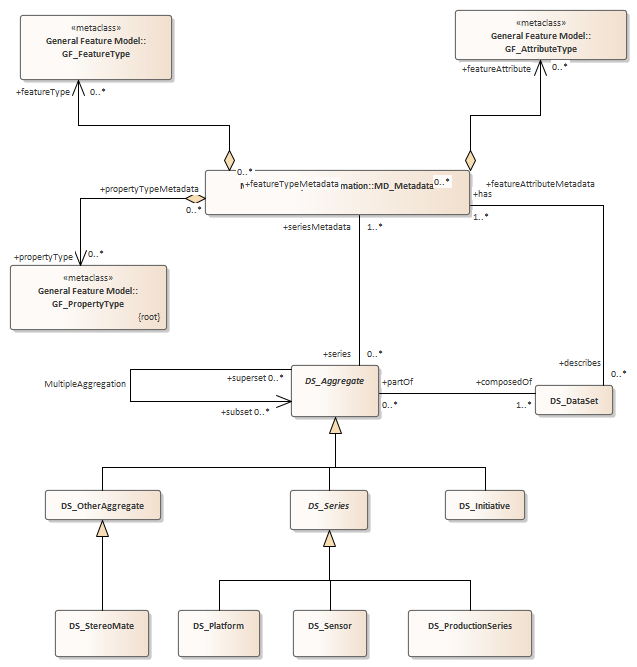 «metaclass»
General Feature Model::
GF_FeatureType
«metaclass»
General Feature Model::
GF_AttributeType
+featureType
0..*
+featureAttribute
0..*
0..*
+featureTypeMetadata
mation::MD_Metadata
0..*
+propertyTypeMetadata
0..*
+featureAttributeMetadata
+has
1..*
+seriesMetadata
1..*
+propertyType
0..*
«metaclass»
General Feature Model::
GF_PropertyType
{root}
+series
0..*
+describes
0..*
MultipleAggregation
+superset 0..*
+subset 0..*
DS_Aggregate
+partOf
0..*
+composedOf
1..*
DS_DataSet
DS_OtherAggregate
DS_Series
DS_Initiative
DS_StereoMate
DS_Platform
DS_Sensor
DS_ProductionSeries